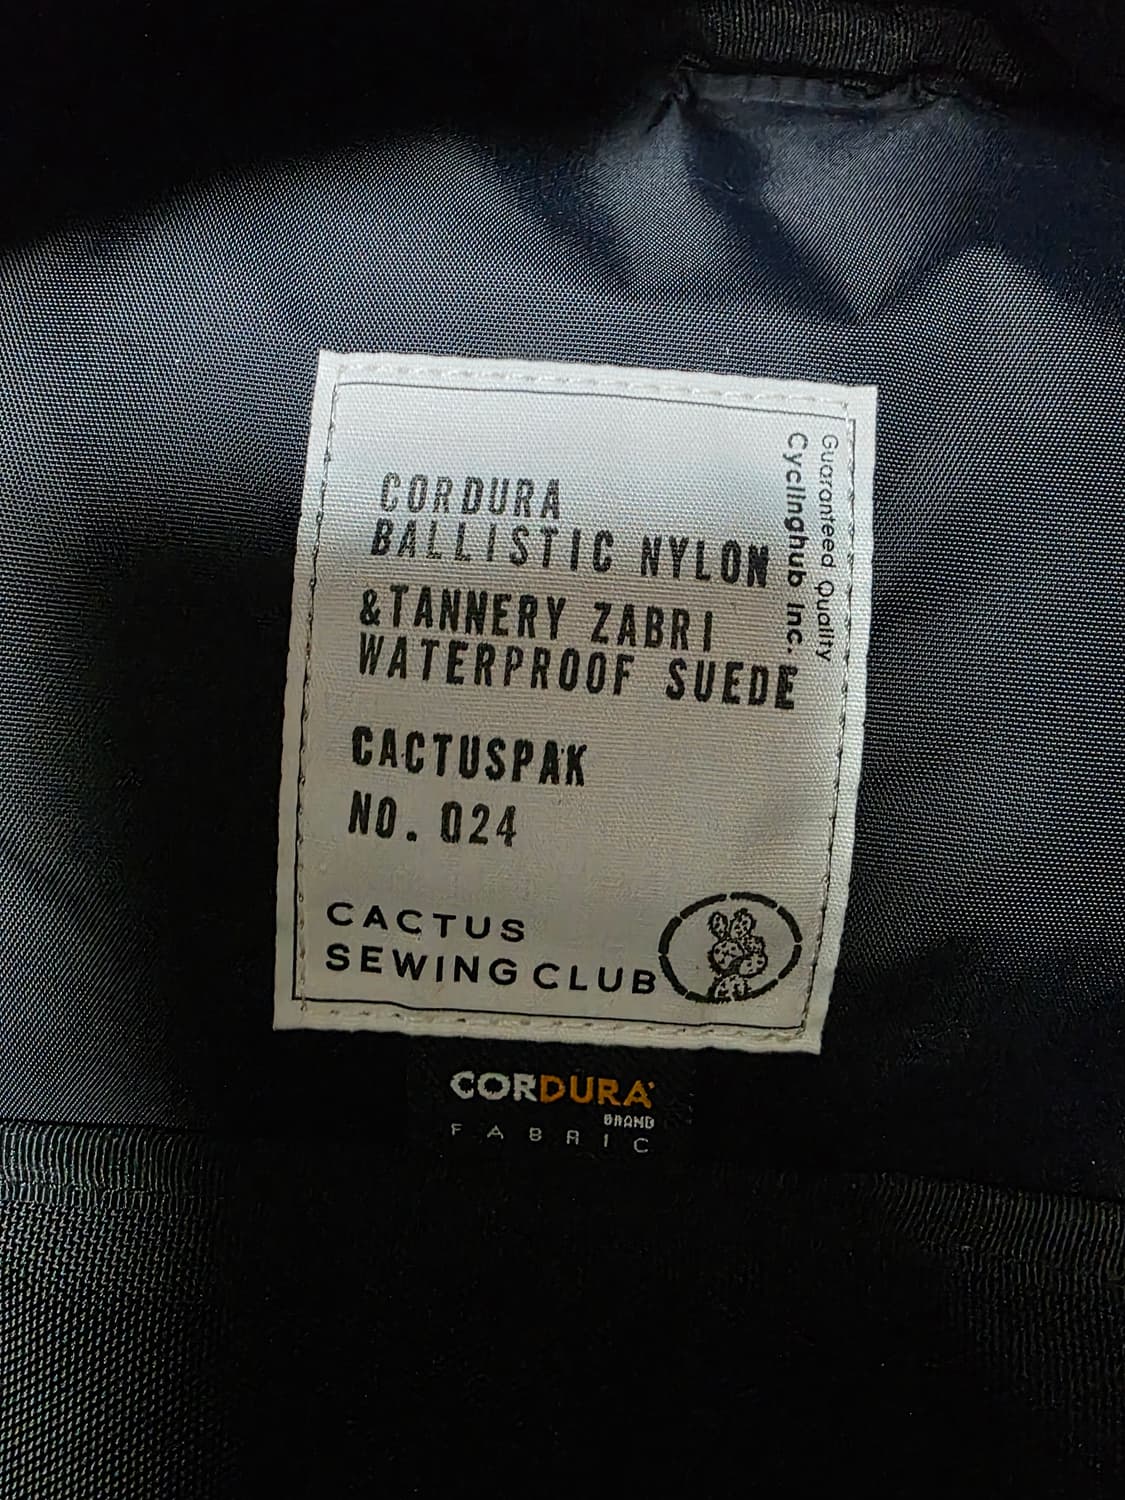 CORDURA
BALLISTIC NYLON
&TANNERY ZABRI
WATERPROOF SUEDE
CACTUSPAK
NO. 024
CACTUS
SEWING CLUB
Guaranteed Quality
Cyclinghub Inc.
CORDURA
BRAND
FABRIC